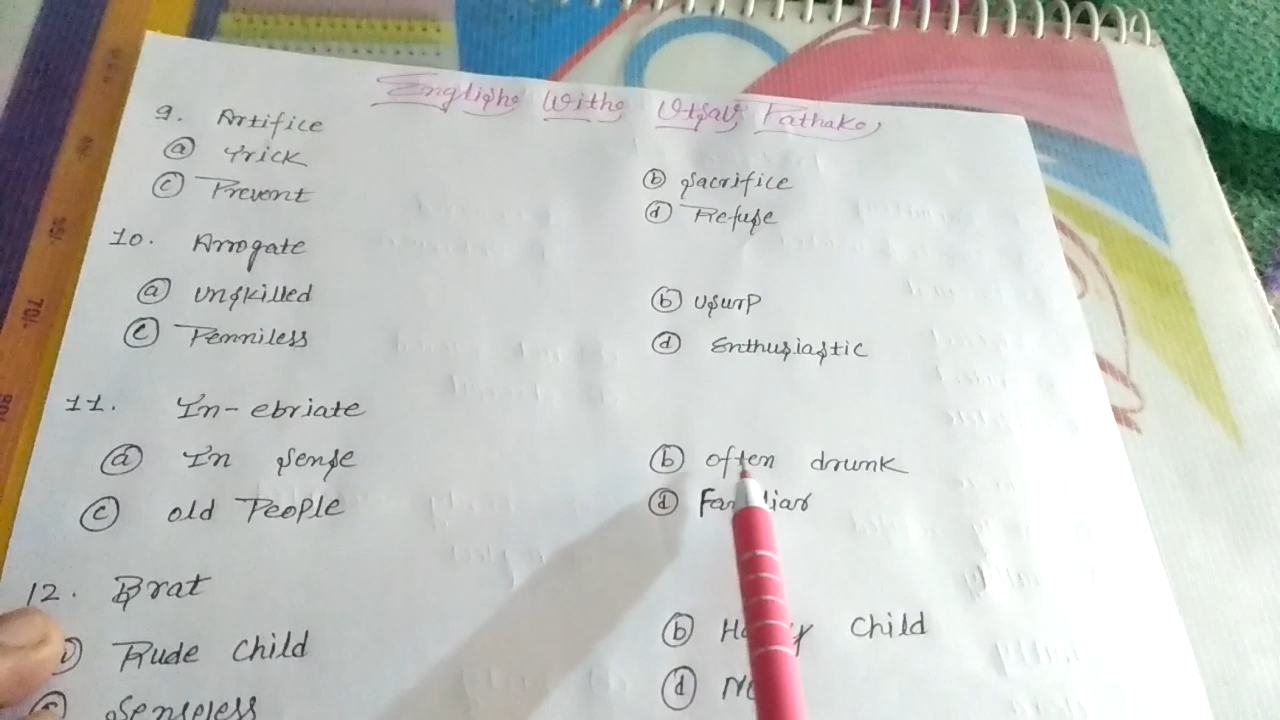 English With Utsav Pathak
9. Artifice
ⓐ Trick
ⓑ Sacrifice
ⓒ Prevent
ⓓ Refuse
10. Arrogate
ⓐ Unskilled
ⓑ Usurp
ⓒ Penniless
ⓓ Enthusiastic
11. In-ebriate
ⓐ In sense
ⓑ often drunk
ⓒ old People
ⓓ
12. Brat
Rude Child
ⓑ Child
Senseless
ⓓ